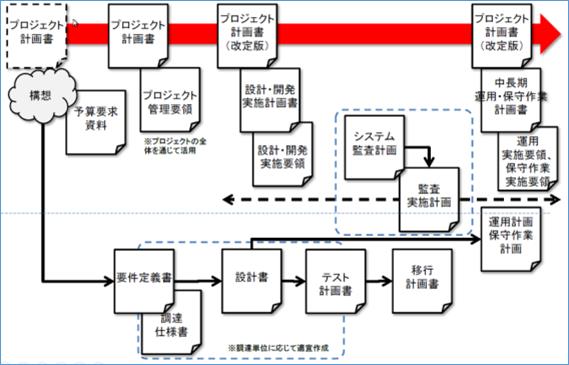 プロジェクト
計画書
プロジェクト
計画書
プロジェクト
計画書
（改定版）
プロジェクト
計画書
（改定版）
構想
予算要求
資料
プロジェクト
管理要領
※プロジェクトの全
体を通じて活用
設計・開発
実施計画書
設計・開発
実施要領
システム
監査計画
監査
実施計画
中長期
運用・保守作業
計画書
運用
実施要領、
保守作業
実施要領
運用計画
保守作業
計画
要件定義書
調達
仕様書
設計書
テスト
計画書
移行
計画書
※調達単位に応じて適宜作成